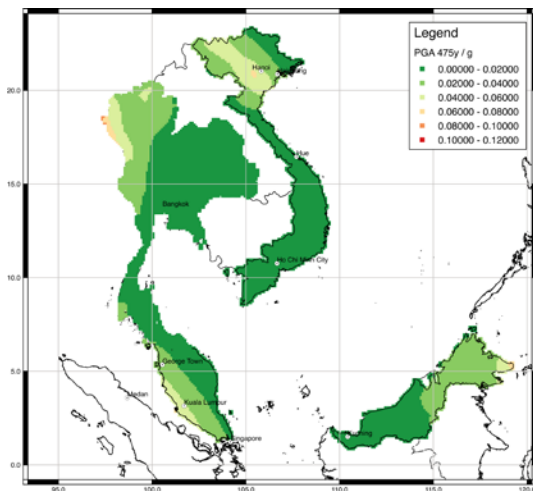 Legend
PGA 475y / g
0.00000 - 0.02000
0.02000 - 0.04000
0.04000 - 0.06000
0.06000 - 0.08000
0.08000 - 0.10000
0.10000 - 0.12000
Hanoi
20.0
Hue
15.0
Bangkok
Ho Chi Minh City
10.0
George Town
5.0
Medan
Kuala Lumpur
Singapore
0.0
95.0 100.0 105.0 110.0 115.0 120.0